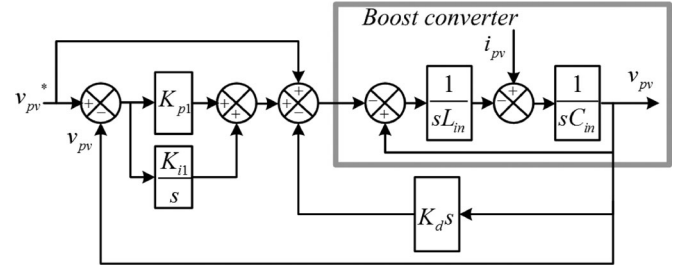 Boost converter
i_pv
v_pv*
K_p1
1
sL_in
1
sC_in
v_pv
v_pv
K_i1
s
K_d s